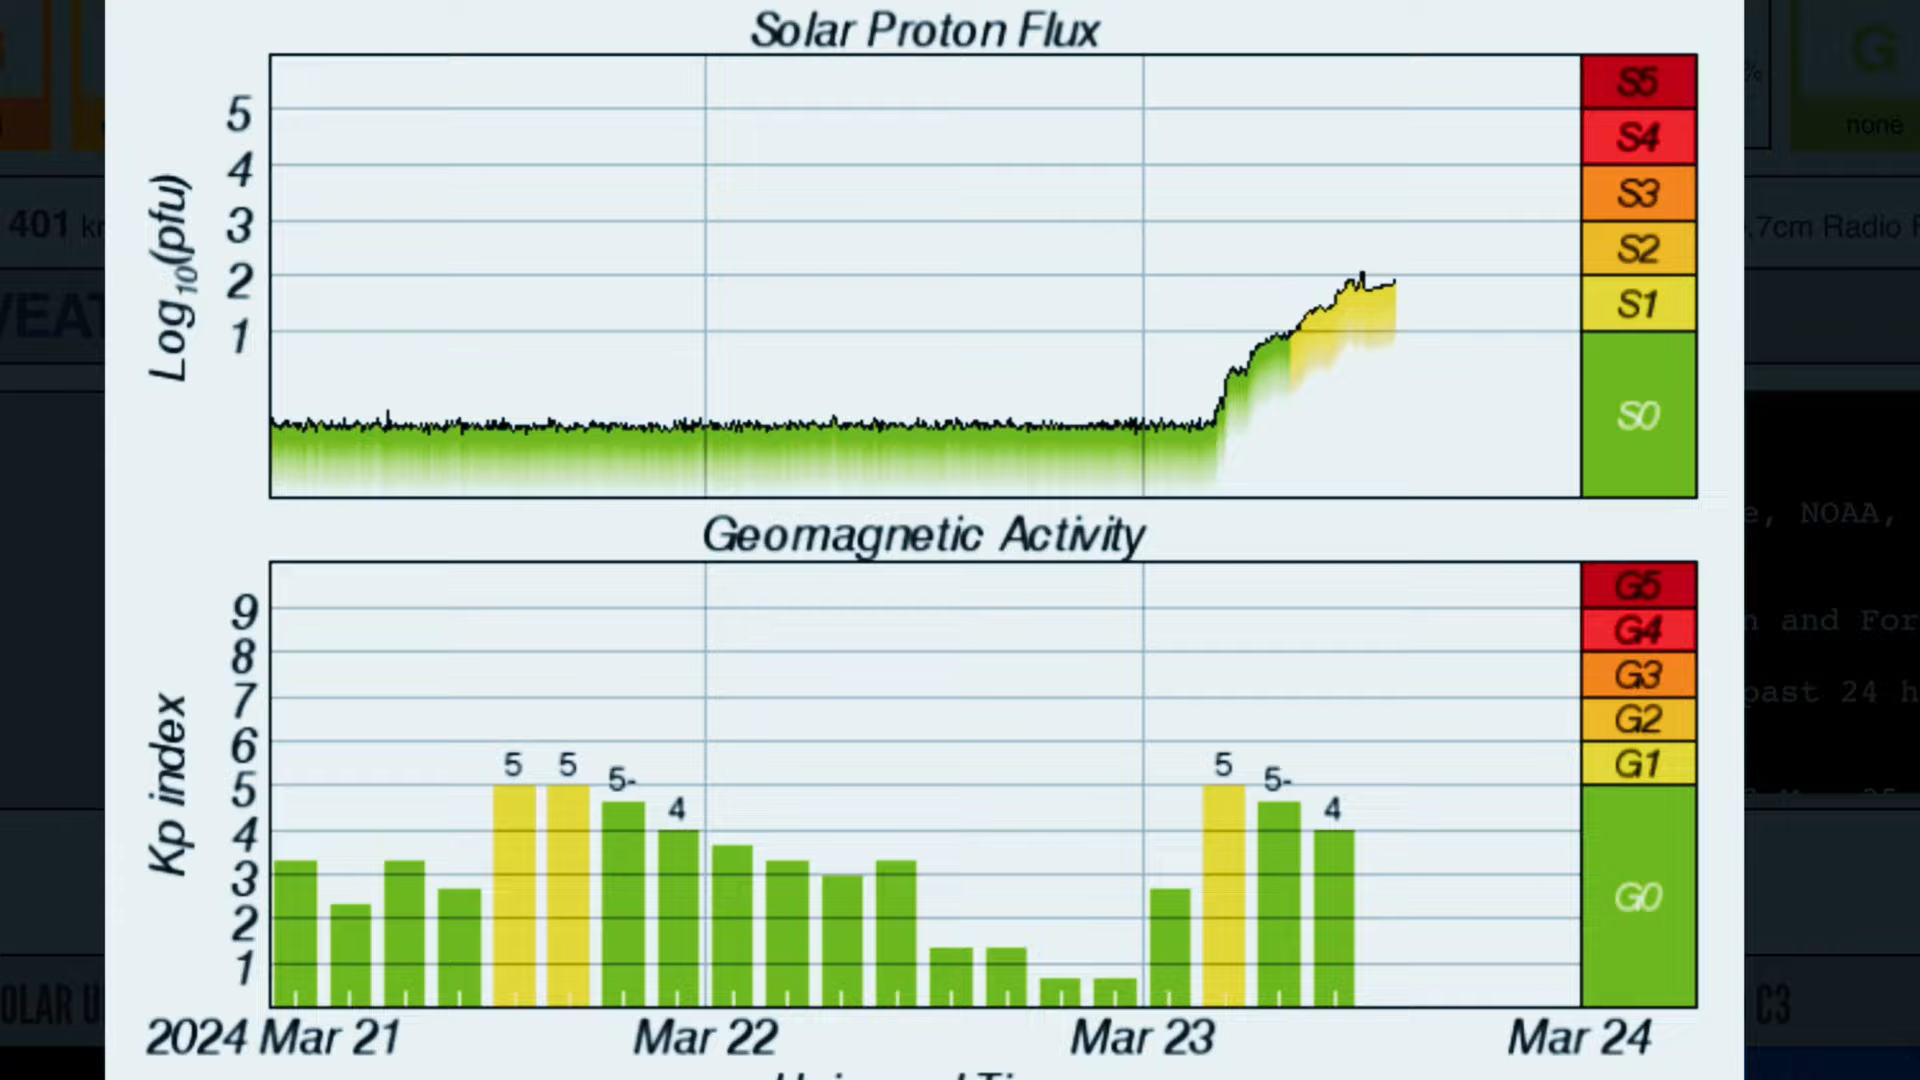 Solar Proton Flux
S5
S4
S3
S2
S1
S0
5
4
3
2
1
Log10(pfu)
Geomagnetic Activity
G5
G4
G3
G2
G1
G0
9
8
7
6
5
4
3
2
1
Kp index
5 5 5- 4 5 5- 4
2024 Mar 21 Mar 22 Mar 23 Mar 24
G
none
%
401
7cm Radio
NOAA,
and
past 24
C3